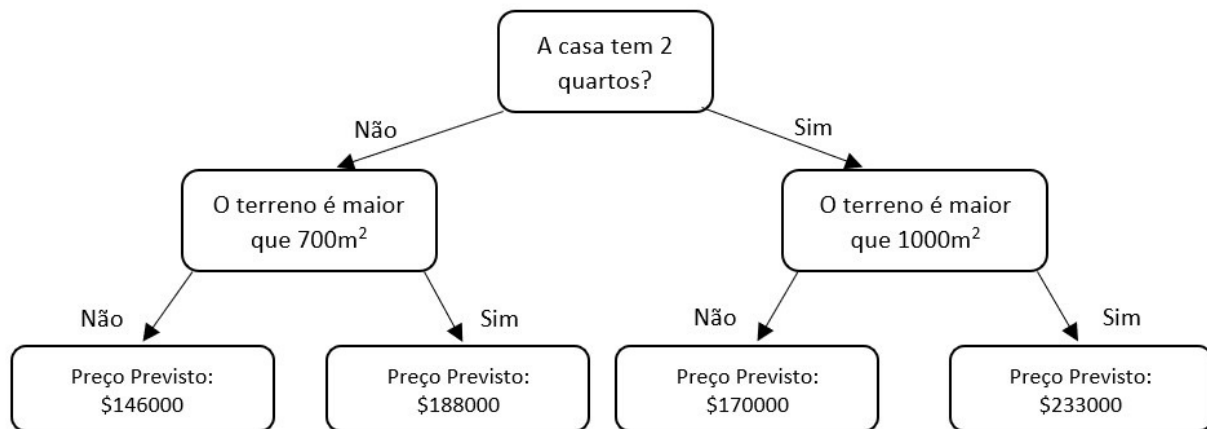 A casa tem 2
quartos?
Não
Sim
O terreno é maior
que 700m²
O terreno é maior
que 1000m²
Não
Sim
Não
Sim
Preço Previsto:
$146000
Preço Previsto:
$188000
Preço Previsto:
$170000
Preço Previsto:
$233000